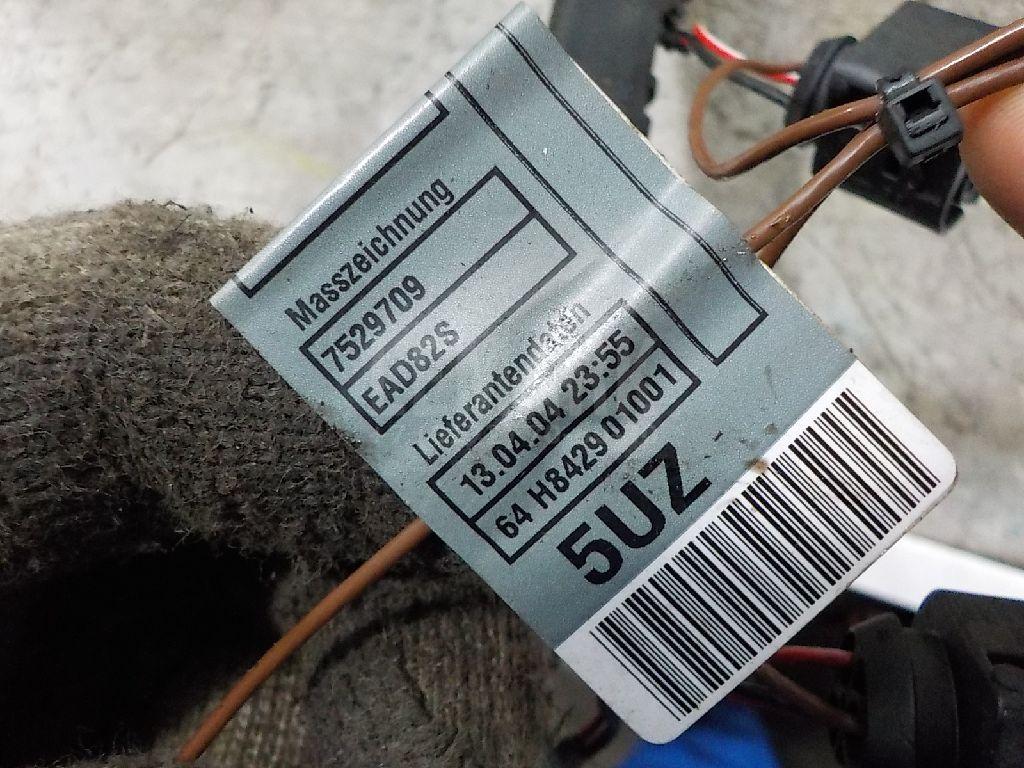 Masszeichnung
7529709
EAD82S
Lieferantendaten
13.04.04 23:55
64 H8429 01001
5UZ